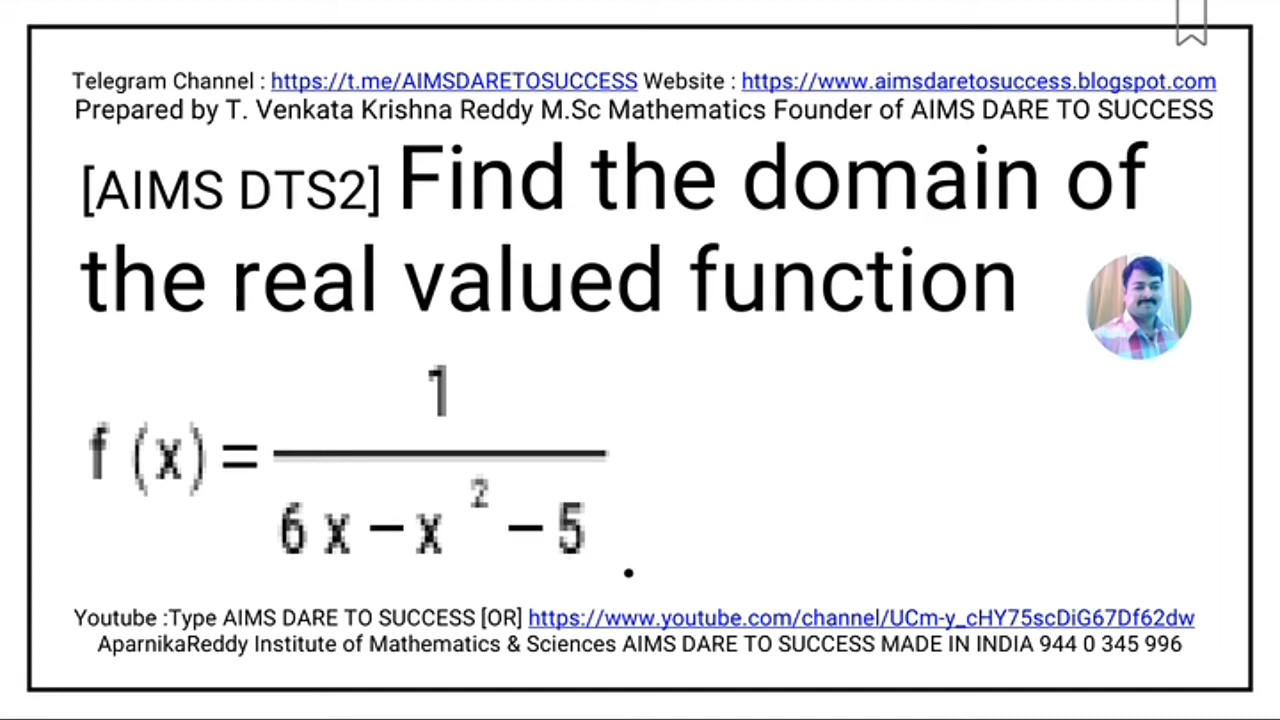 Telegram Channel : https://t.me/AIMSDARETOSUCCESS Website : https://www.aimsdaretosuccess.blogspot.com
Prepared by T. Venkata Krishna Reddy M.Sc Mathematics Founder of AIMS DARE TO SUCCESS
[AIMS DTS2] Find the domain of
the real valued function
1
f (x) =
6 x − x ² − 5 .
Youtube :Type AIMS DARE TO SUCCESS [OR] https://www.youtube.com/channel/UCm-y_cHY75scDiG67Df62dw
AparnikaReddy Institute of Mathematics & Sciences AIMS DARE TO SUCCESS MADE IN INDIA 944 0 345 996